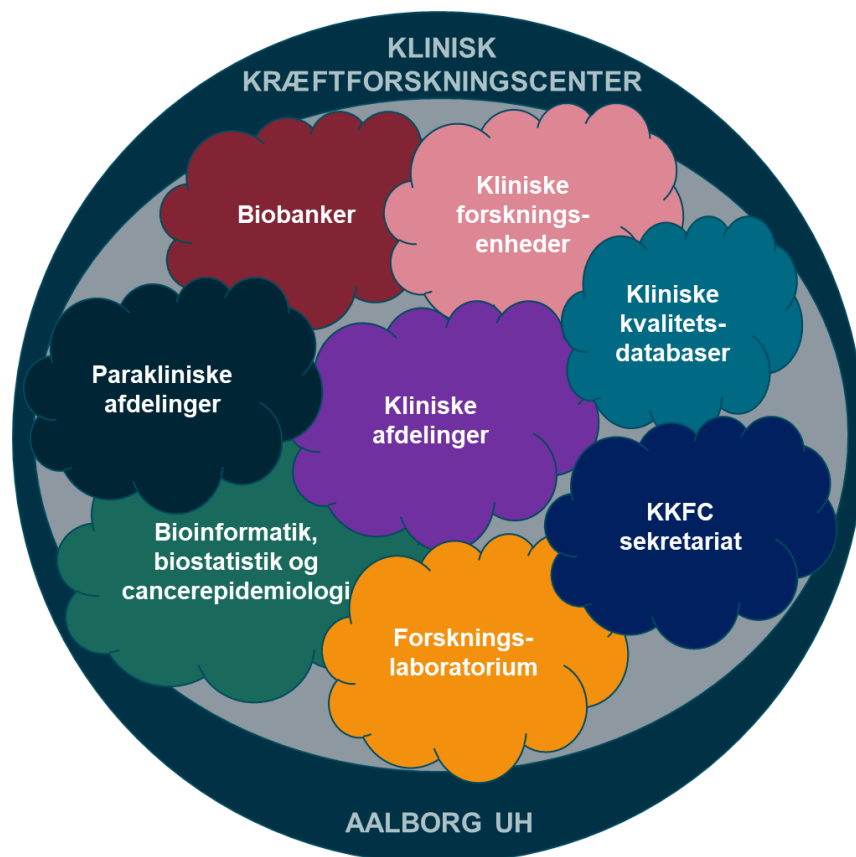 KLINISK
KRÆFTFORSKNINGSCENTER
Biobanker
Kliniske
forsknings-
enheder
Kliniske
kvalitets-
databaser
Parakliniske
afdelinger
Kliniske
afdelinger
KKFC
sekretariat
Bioinformatik,
biostatistik og
cancerepidemiologi
Forsknings-
laboratorium
AALBORG UH